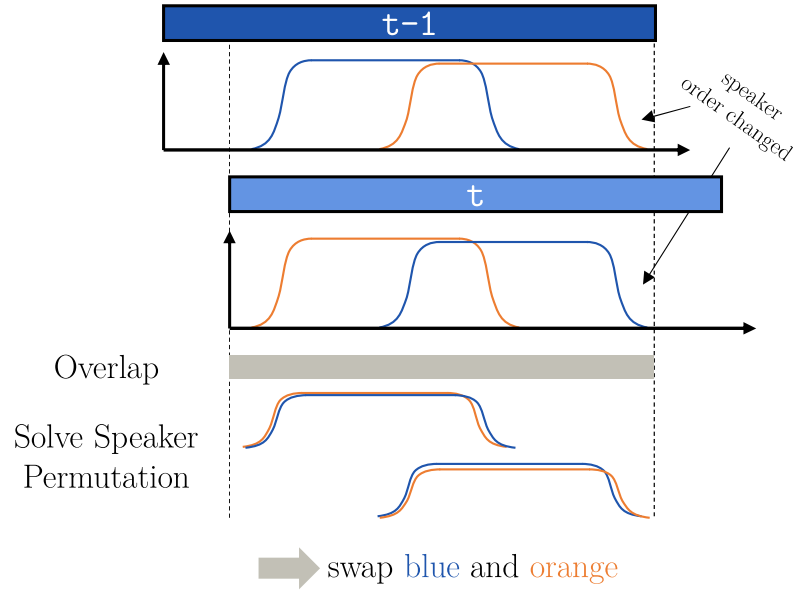 t-1
speaker
order changed
t
Overlap
Solve Speaker
Permutation
swap blue and orange